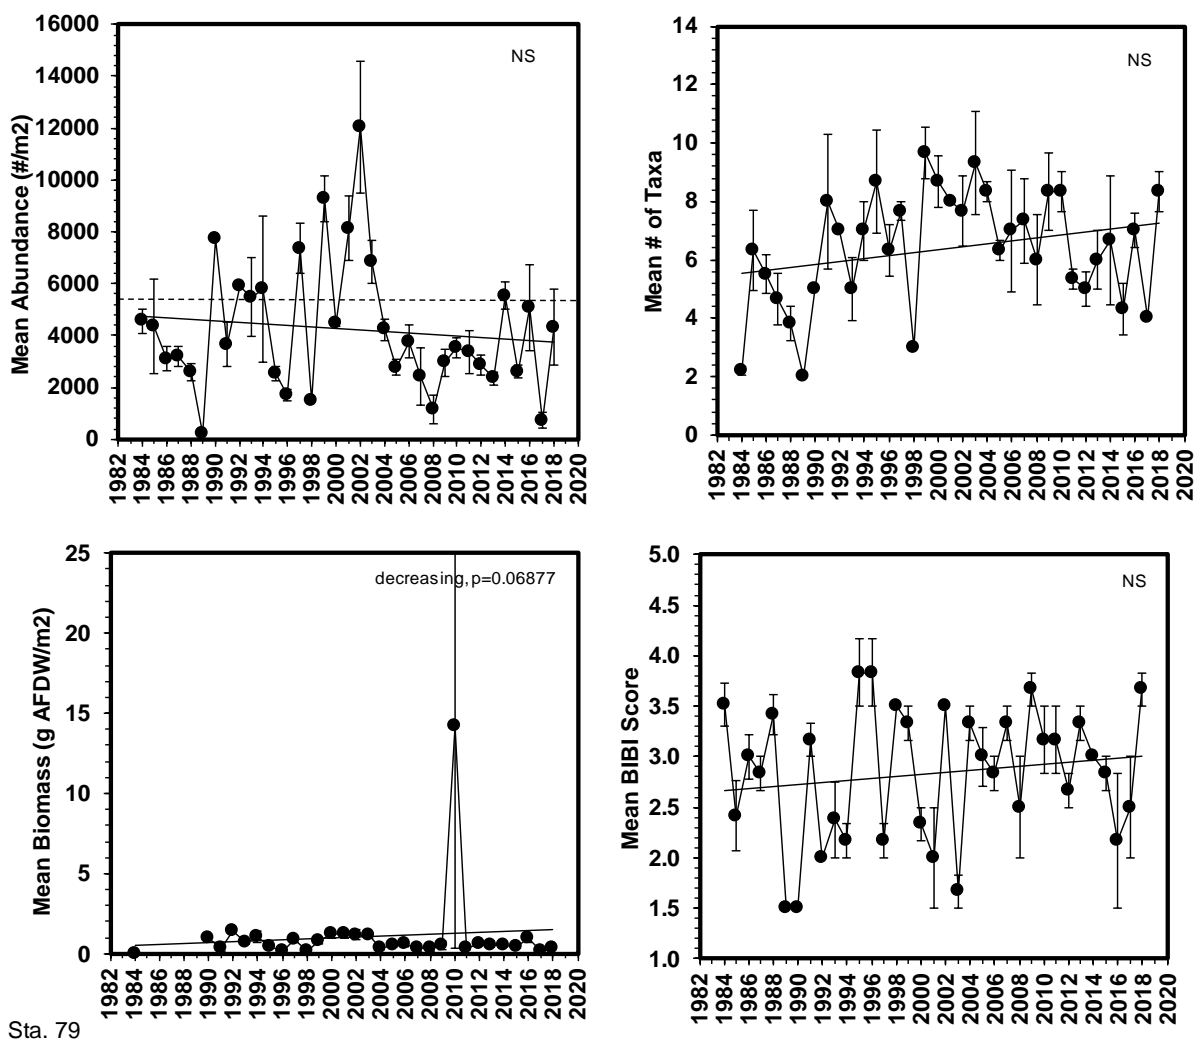 16000
14000
12000
10000
8000
6000
4000
2000
0
Mean Abundance (#/m2)
NS
1982 1984 1986 1988 1990 1992 1994 1996 1998 2000 2002 2004 2006 2008 2010 2012 2014 2016 2018 2020
14
12
10
8
6
4
2
0
Mean # of Taxa
NS
1982 1984 1986 1988 1990 1992 1994 1996 1998 2000 2002 2004 2006 2008 2010 2012 2014 2016 2018 2020
25
20
15
10
5
0
Mean Biomass (g AFDW/m2)
decreasing, p=0.06877
1982 1984 1986 1988 1990 1992 1994 1996 1998 2000 2002 2004 2006 2008 2010 2012 2014 2016 2018 2020
5.0
4.5
4.0
3.5
3.0
2.5
2.0
1.5
1.0
Mean BIBI Score
NS
1982 1984 1986 1988 1990 1992 1994 1996 1998 2000 2002 2004 2006 2008 2010 2012 2014 2016 2018 2020
Sta. 79